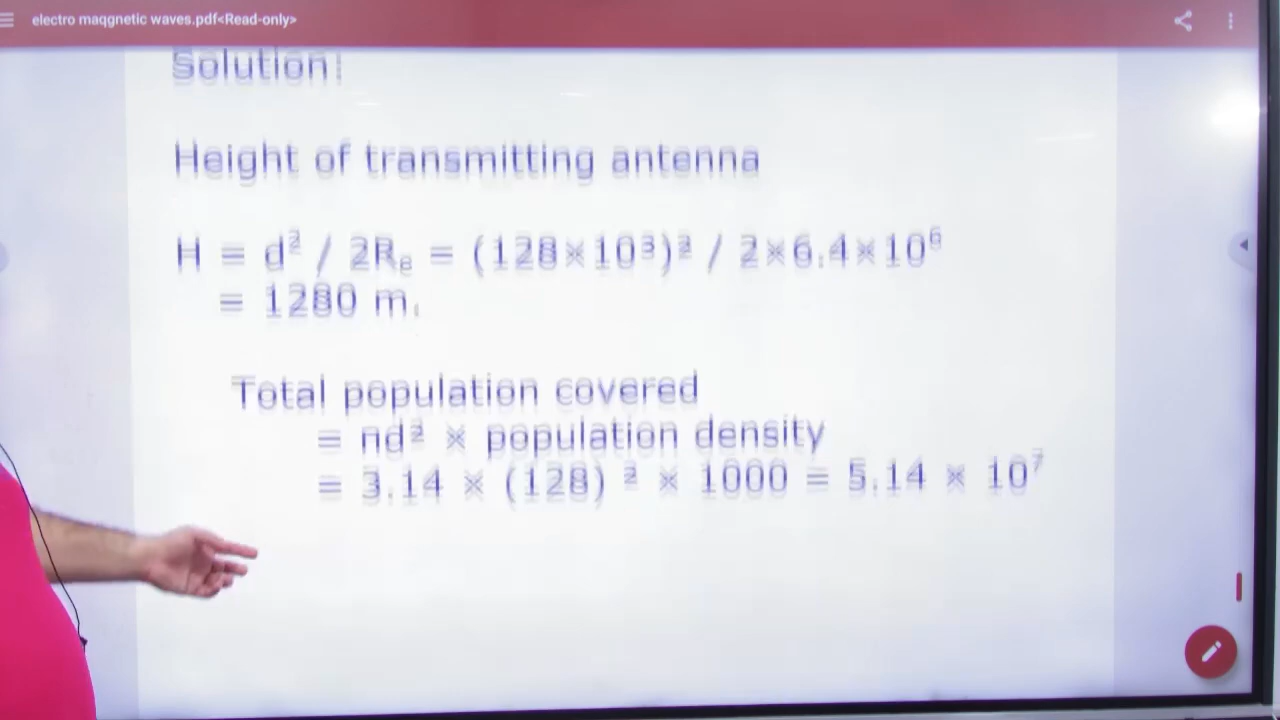 electro maqgnetic waves.pdf<Read-only>
Solution:
Height of transmitting antenna
H = d² / 2Rₑ = (128×10³)² / 2×6.4×10⁶
= 1280 m.
Total population covered
= πd² × population density
= 3.14 × (128) ² × 1000 = 5.14 × 10⁷